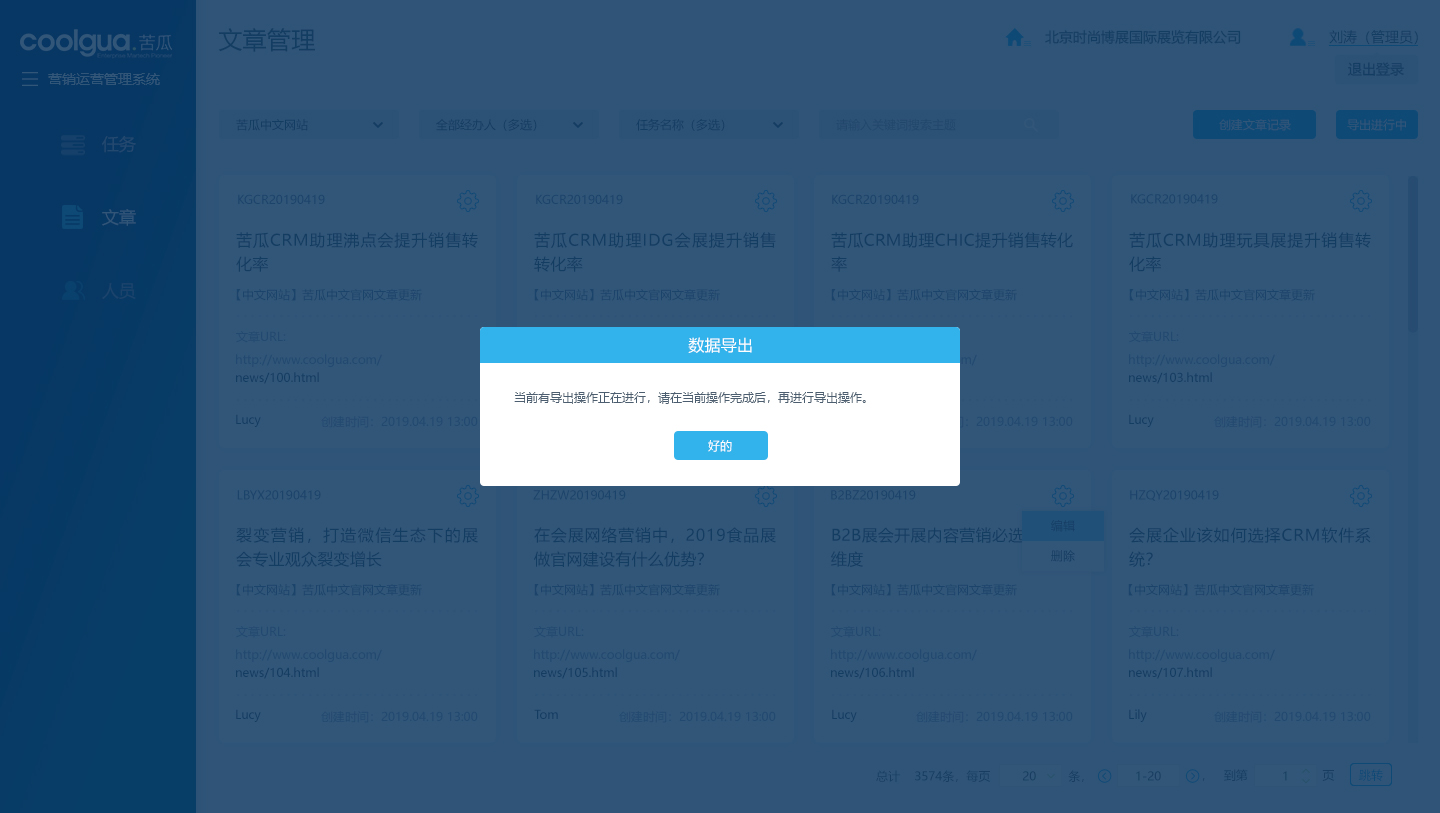 coolgua.苦瓜
营销运营管理系统
任务
文章
人员
文章管理
北京时尚博展国际展览有限公司
刘涛（管理员）
退出登录
苦瓜中文网站
全部经办人（多选）
任务名称（多选）
请输入关键词搜索主题
创建文章记录
导出进行中
KGCR20190419
苦瓜CRM助理沸点会提升销售转
化率
【中文网站】苦瓜中文官网文章更新
文章URL:
http://www.coolgua.com/
news/100.html
Lucy
创建时间：2019.04.19 13:00
KGCR20190419
苦瓜CRM助理IDG会展提升销售
转化率
【中文网站】苦瓜中文官网文章更新
KGCR20190419
苦瓜CRM助理CHIC提升销售转化
率
【中文网站】苦瓜中文官网文章更新
m/
2019.04.19 13:00
KGCR20190419
苦瓜CRM助理玩具展提升销售转
化率
【中文网站】苦瓜中文官网文章更新
文章URL:
http://www.coolgua.com/
news/103.html
Lucy
创建时间：2019.04.19 13:00
数据导出
当前有导出操作正在进行，请在当前操作完成后，再进行导出操作。
好的
LBYX20190419
裂变营销，打造微信生态下的展
会专业观众裂变增长
【中文网站】苦瓜中文官网文章更新
文章URL:
http://www.coolgua.com/
news/104.html
Lucy
创建时间：2019.04.19 13:00
ZHZW20190419
在会展网络营销中，2019食品展
做官网建设有什么优势？
【中文网站】苦瓜中文官网文章更新
文章URL:
http://www.coolgua.com/
news/105.html
Tom
创建时间：2019.04.19 13:00
B2BZ20190419
编辑
删除
B2B展会开展内容营销必选
维度
【中文网站】苦瓜中文官网文章更新
文章URL:
http://www.coolgua.com/
news/106.html
Lucy
创建时间：2019.04.19 13:00
HZQY20190419
会展企业该如何选择CRM软件系
统？
【中文网站】苦瓜中文官网文章更新
文章URL:
http://www.coolgua.com/
news/107.html
Lily
创建时间：2019.04.19 13:00
总计 3574条，每页 20 条， 1-20 ， 到第 1 页 跳转